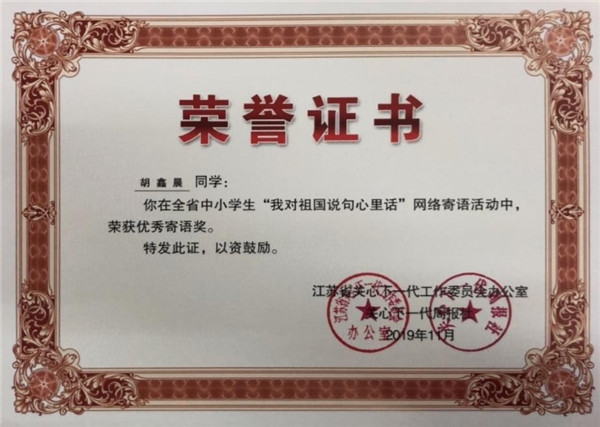 荣誉证书
胡鑫晨 同学：
你在全省中小学生“我对祖国说句心里话”网络寄语活动中，
荣获优秀寄语奖。
特发此证，以资鼓励。
江苏省关心下一代工作委员会办公室
关心下一代周报社
2019年11月
办公室